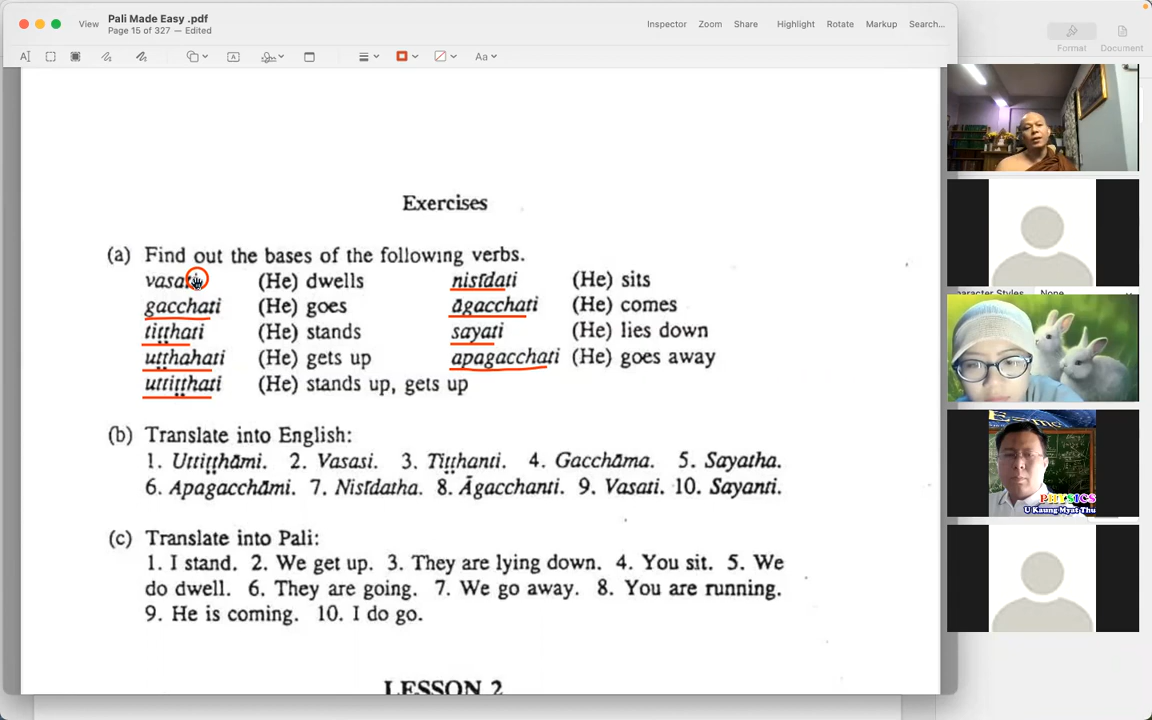 View
Pali Made Easy .pdf
Page 15 of 327 — Edited
Inspector Zoom Share Highlight Rotate Markup Search...
Format Document
Aa
Exercises
(a) Find out the bases of the following verbs.
vasati (He) dwells nisīdati (He) sits
gacchati (He) goes āgacchati (He) comes
tiṭṭhati (He) stands sayati (He) lies down
uṭṭhahati (He) gets up apagacchati (He) goes away
uttiṭṭhati (He) stands up, gets up
(b) Translate into English:
1. Uttiṭṭhāmi. 2. Vasasi. 3. Tiṭṭhanti. 4. Gacchāma. 5. Sayatha.
6. Apagacchāmi. 7. Nisīdatha. 8. Āgacchanti. 9. Vasati. 10. Sayanti.
(c) Translate into Pali:
1. I stand. 2. We get up. 3. They are lying down. 4. You sit. 5. We
do dwell. 6. They are going. 7. We go away. 8. You are running.
9. He is coming. 10. I do go.
LESSON 2
PHYSICS
U Kaung Myat Thu